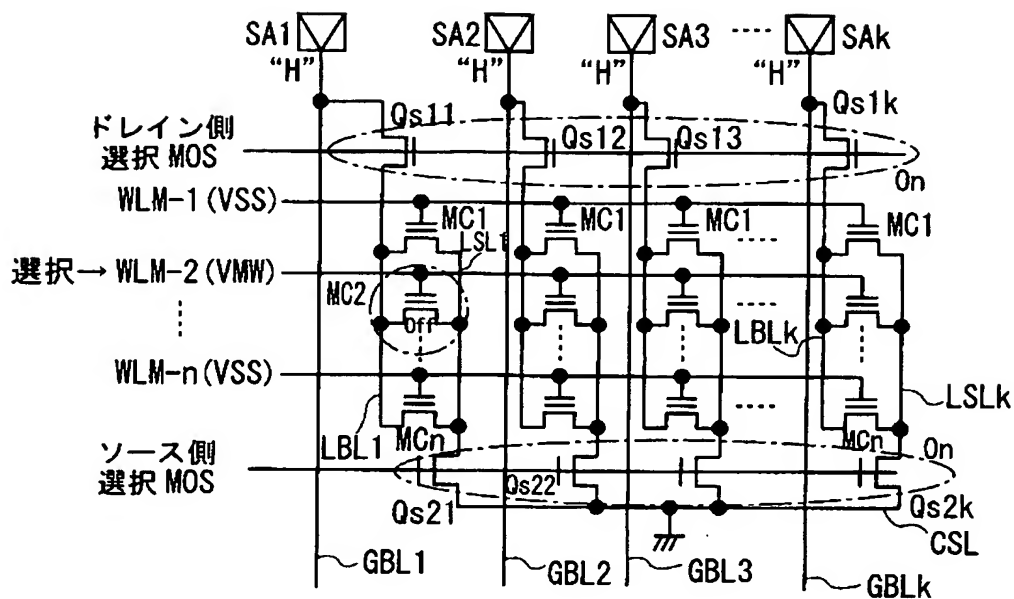 SA1 SA2 SA3 SAk
“H” “H” “H” “H”
Qs11 Qs12 Qs13 Qs1k
ドレイン側
選択 MOS
On
WLM-1 (VSS)
MC1 MC1 MC1 MC1
LSL1
選択→ WLM-2 (VMW)
MC2
Off
LBLk
WLM-n (VSS)
LSLk
LBL1 MCn MCn On
ソース側
選択 MOS
Qs21 Qs22 Qs2k
CSL
GBL1 GBL2 GBL3 GBLk